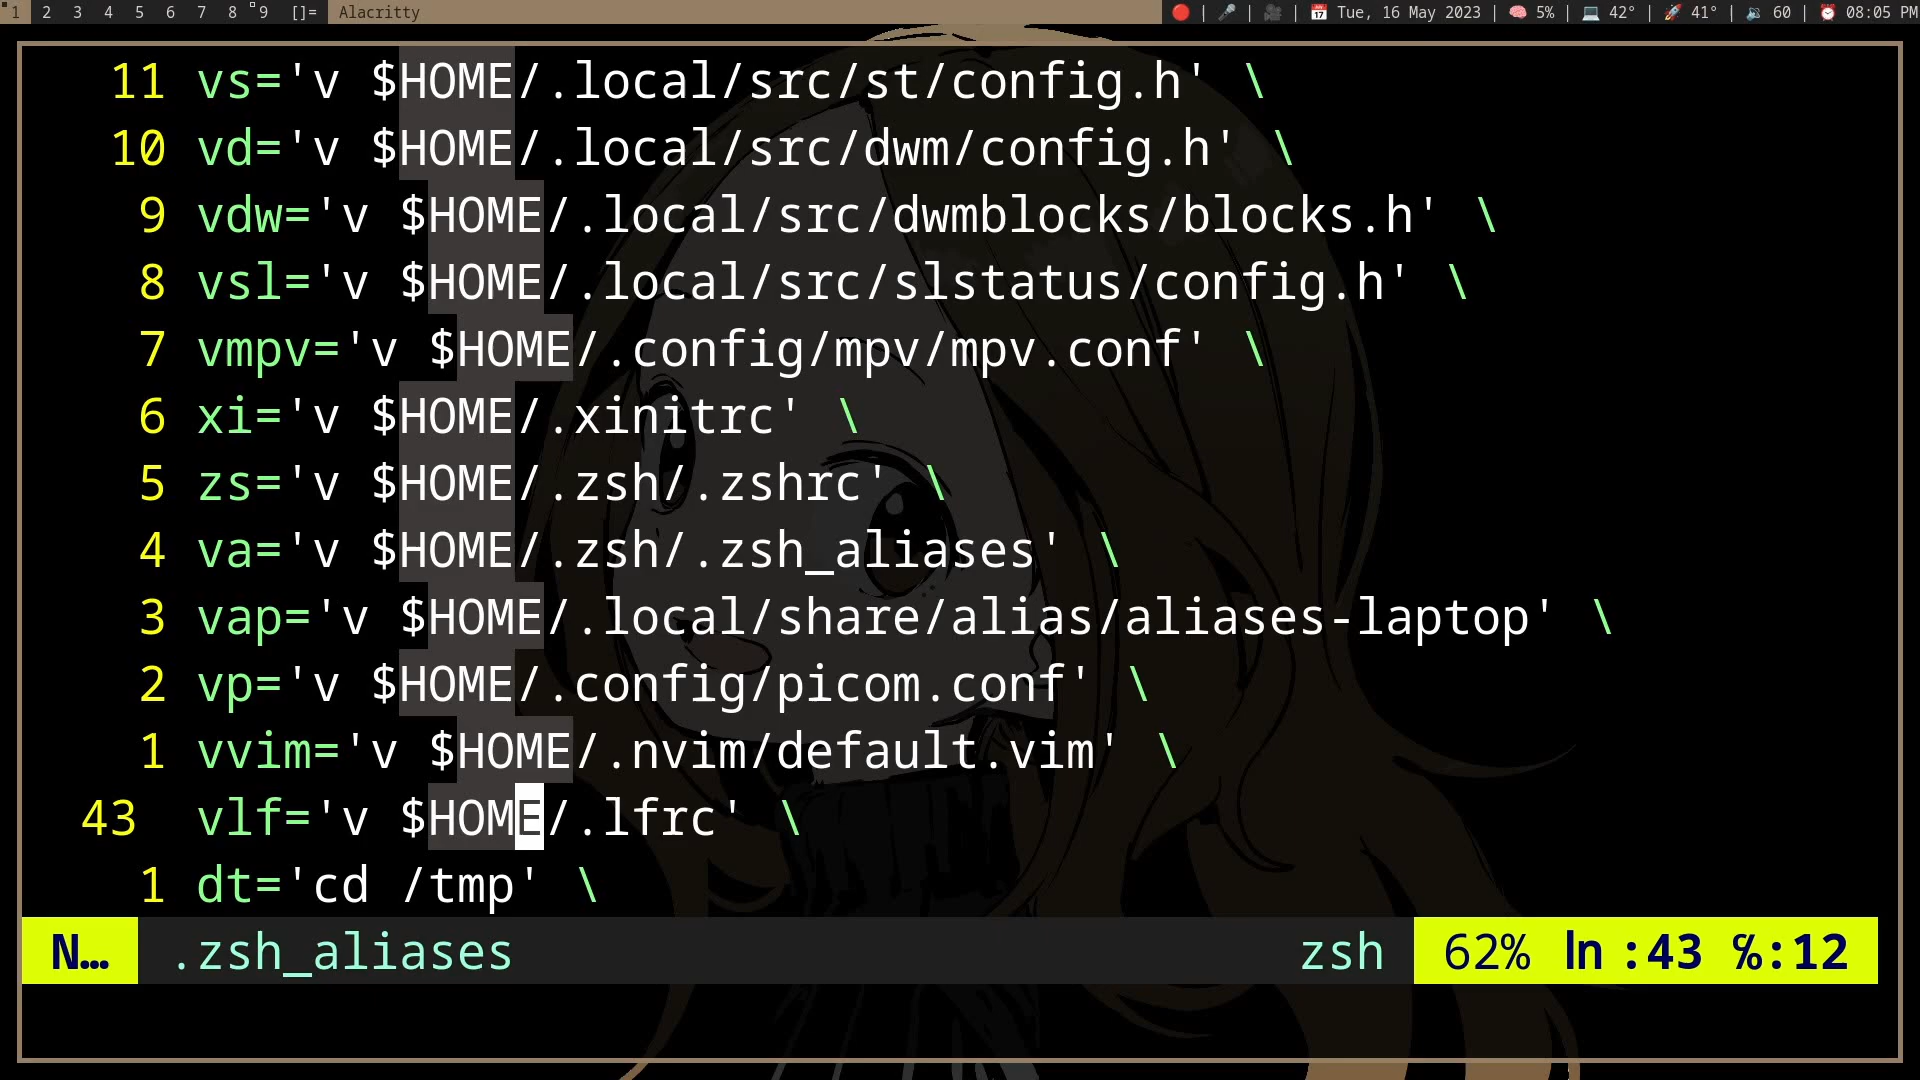 1 2 3 4 5 6 7 8 9 []= Alacritty | | | Tue, 16 May 2023 | 5% | 42° | 41° | 60 | 08:05 PM
11 vs='v $HOME/.local/src/st/config.h' \
10 vd='v $HOME/.local/src/dwm/config.h' \
9 vdw='v $HOME/.local/src/dwmblocks/blocks.h' \
8 vsl='v $HOME/.local/src/slstatus/config.h' \
7 vmpv='v $HOME/.config/mpv/mpv.conf' \
6 xi='v $HOME/.xinitrc' \
5 zs='v $HOME/.zsh/.zshrc' \
4 va='v $HOME/.zsh/.zsh_aliases' \
3 vap='v $HOME/.local/share/alias/aliases-laptop' \
2 vp='v $HOME/.config/picom.conf' \
1 vvim='v $HOME/.nvim/default.vim' \
43 vlf='v $HOME/.lfrc' \
1 dt='cd /tmp' \
N… .zsh_aliases zsh 62% ln :43 ℅:12